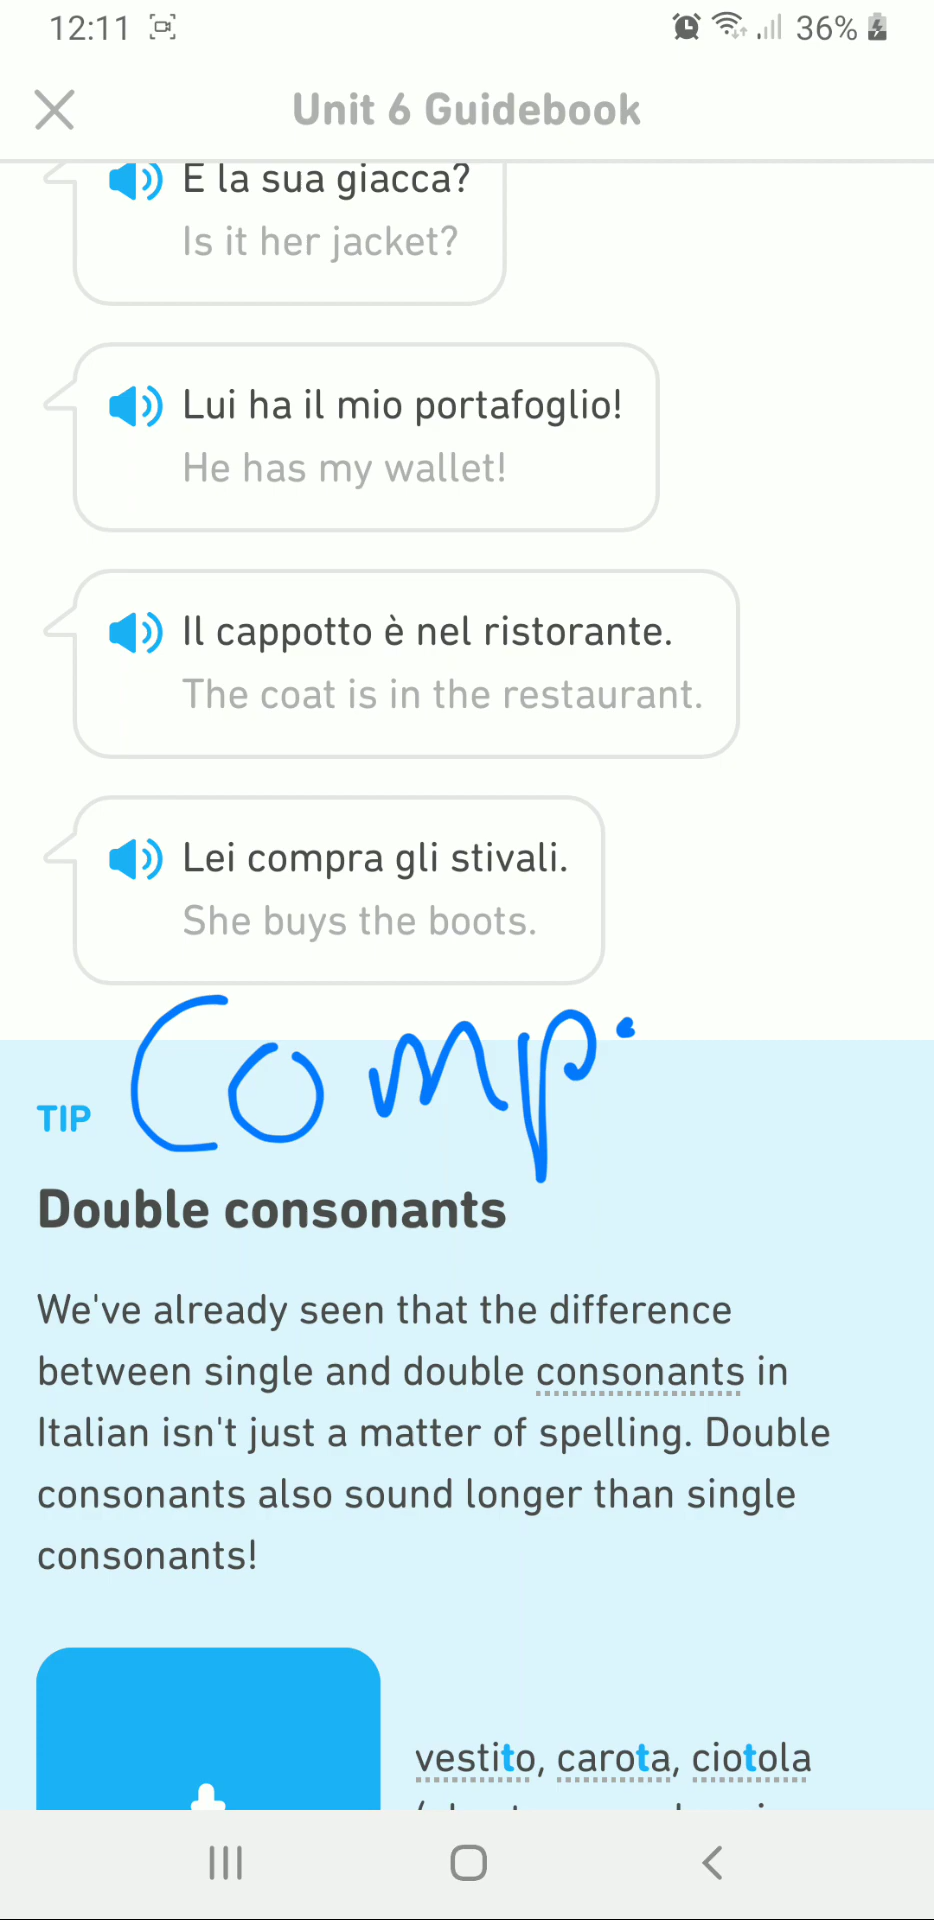 12:11 36%
Unit 6 Guidebook
È la sua giacca?
Is it her jacket?
Lui ha il mio portafoglio!
He has my wallet!
Il cappotto è nel ristorante.
The coat is in the restaurant.
Lei compra gli stivali.
She buys the boots.
Comp.
TIP
Double consonants
We've already seen that the difference
between single and double consonants in
Italian isn't just a matter of spelling. Double
consonants also sound longer than single
consonants!
t
vestito, carota, ciotola